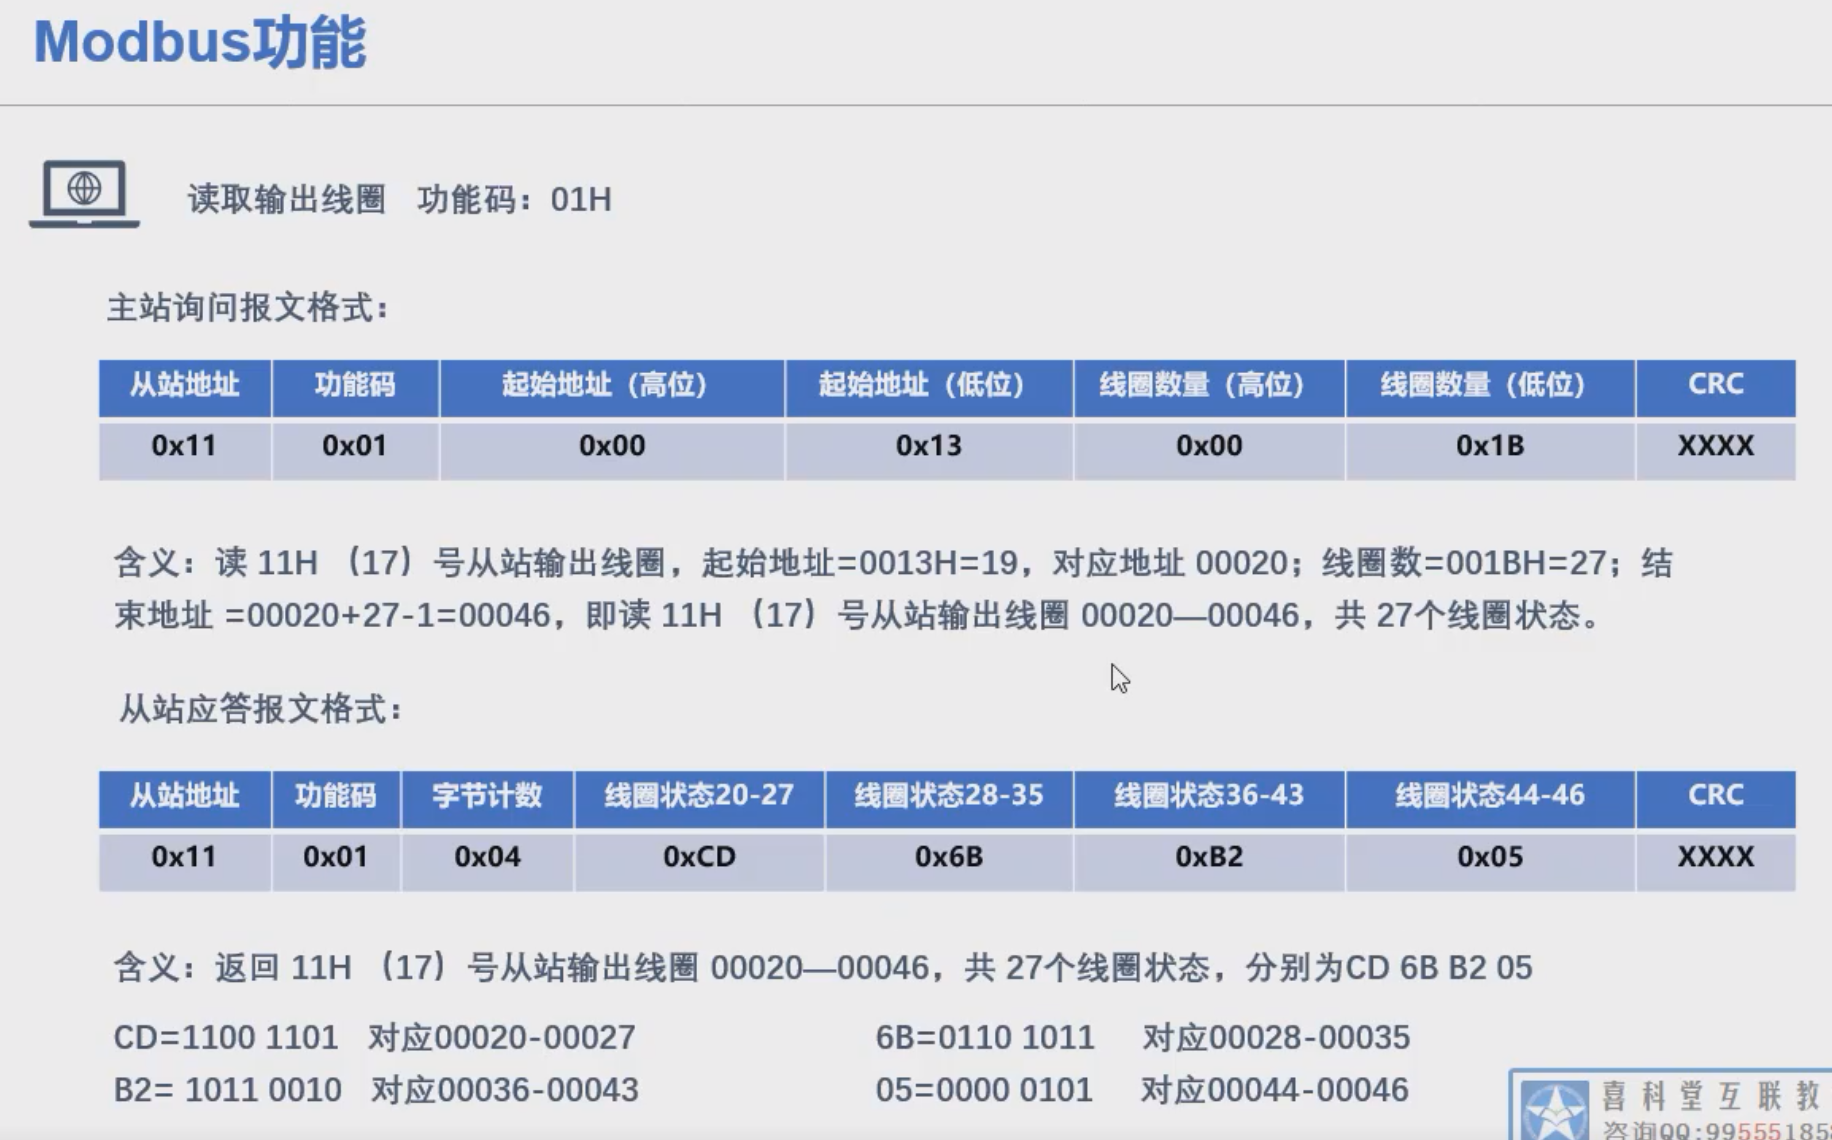 Modbus功能
读取输出线圈 功能码：01H
主站询问报文格式：
从站地址 功能码 起始地址（高位） 起始地址（低位） 线圈数量（高位） 线圈数量（低位） CRC
0x11 0x01 0x00 0x13 0x00 0x1B XXXX
含义：读 11H （17）号从站输出线圈，起始地址=0013H=19，对应地址 00020；线圈数=001BH=27；结
束地址 =00020+27-1=00046，即读 11H （17）号从站输出线圈 00020—00046，共 27个线圈状态。
从站应答报文格式：
从站地址 功能码 字节计数 线圈状态20-27 线圈状态28-35 线圈状态36-43 线圈状态44-46 CRC
0x11 0x01 0x04 0xCD 0x6B 0xB2 0x05 XXXX
含义：返回 11H （17）号从站输出线圈 00020—00046，共 27个线圈状态，分别为CD 6B B2 05
CD=1100 1101 对应00020-00027 6B=0110 1011 对应00028-00035
B2= 1011 0010 对应00036-00043 05=0000 0101 对应00044-00046
喜科堂互联教
咨询QQ:99555185